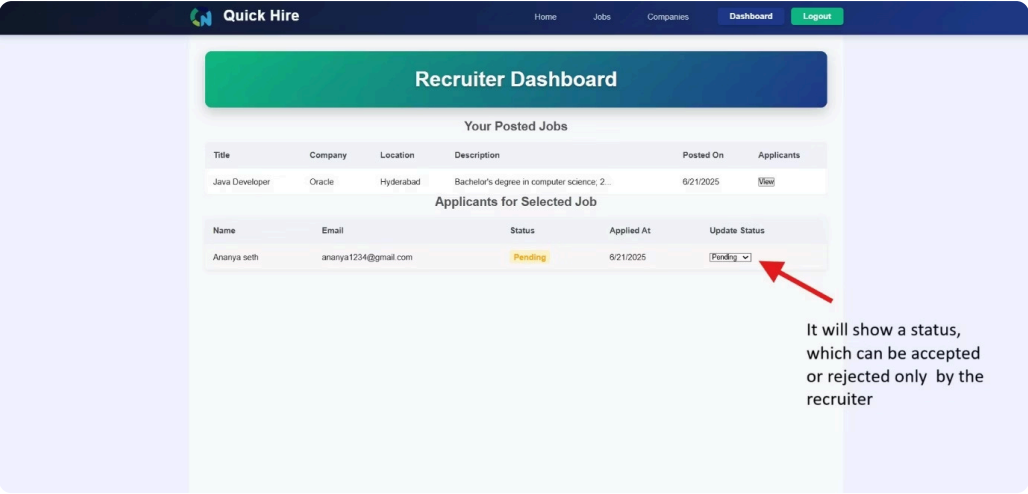 Quick Hire Home Jobs Companies Dashboard Logout
Recruiter Dashboard
Your Posted Jobs
Title Company Location Description Posted On Applicants
Java Developer Oracle Hyderabad Bachelor's degree in computer science; 2... 6/21/2025 View
Applicants for Selected Job
Name Email Status Applied At Update Status
Ananya seth ananya1234@gmail.com Pending 6/21/2025 Pending
It will show a status,
which can be accepted
or rejected only by the
recruiter